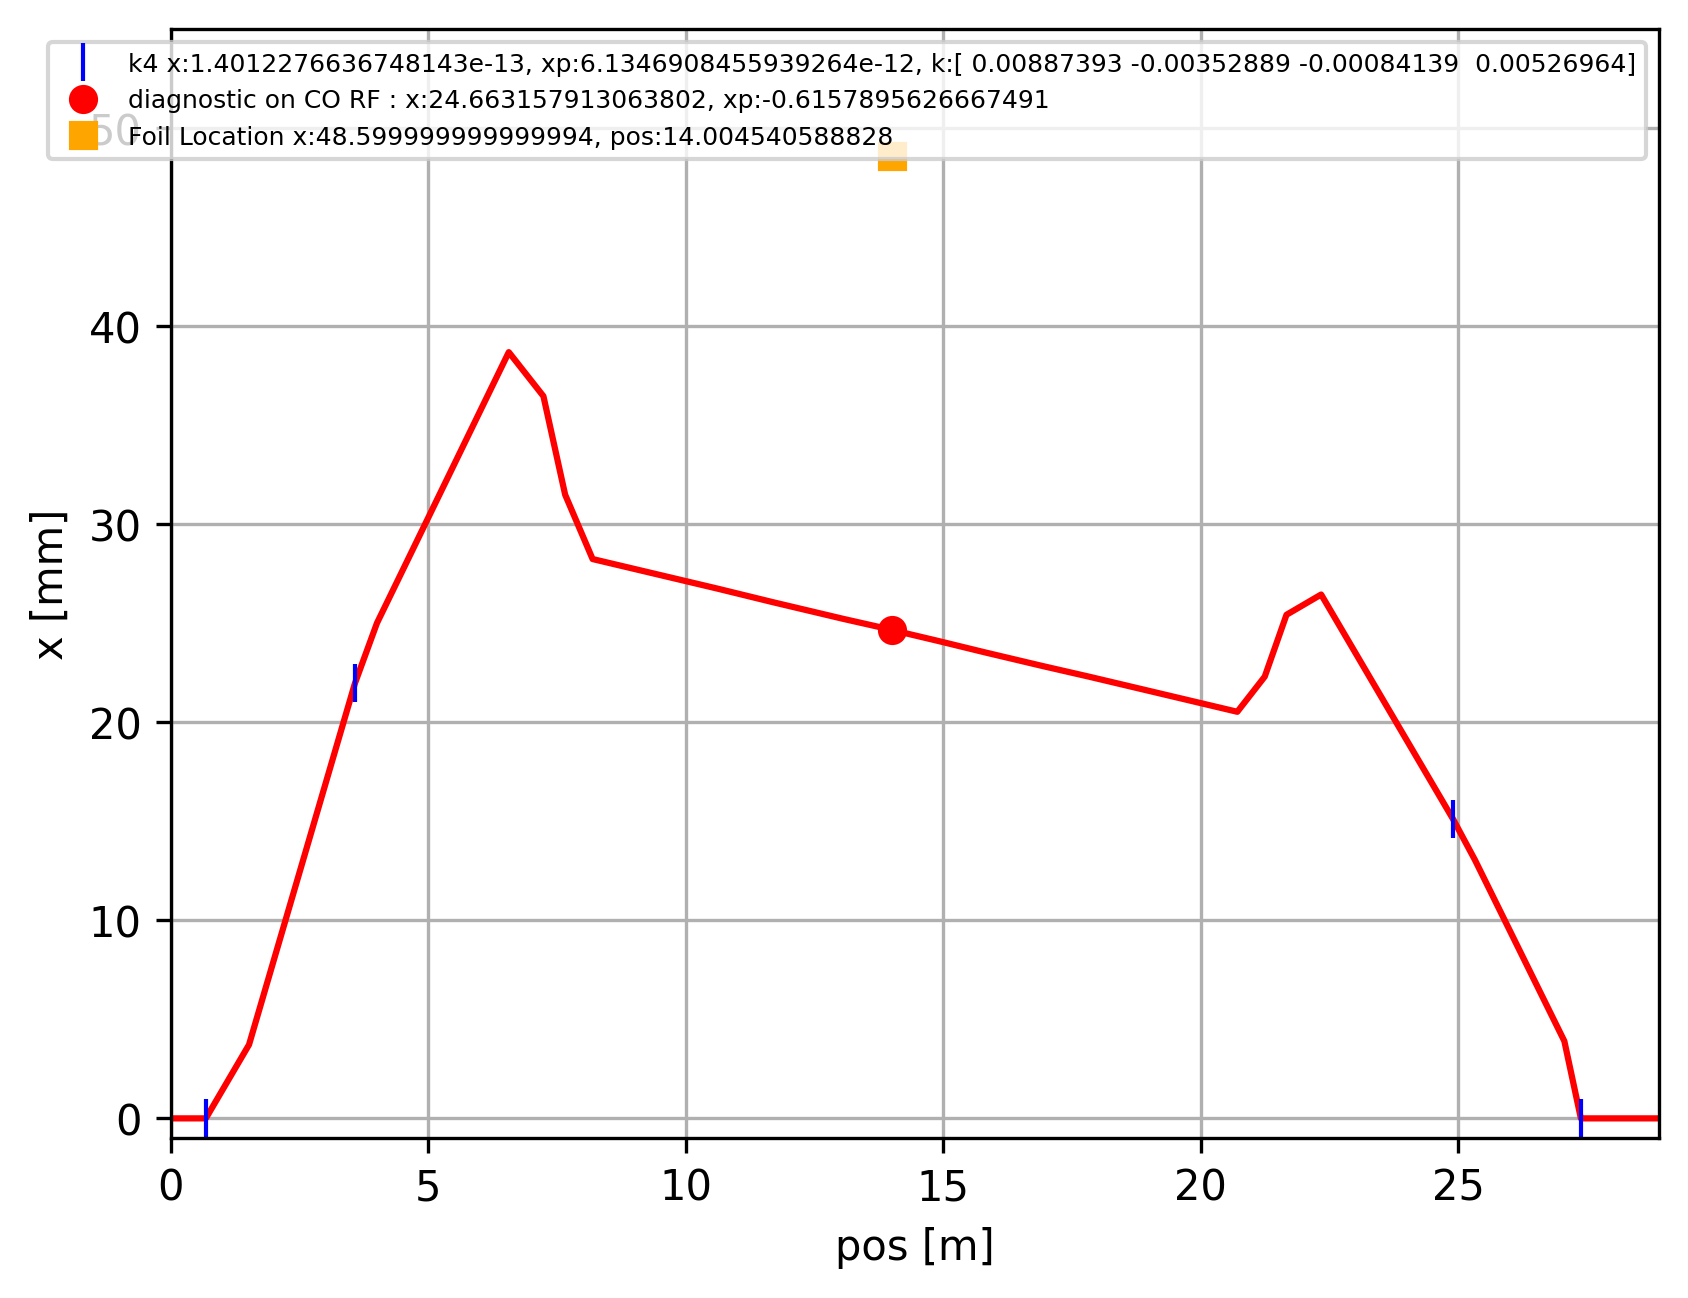 k4 x:1.4012276636748143e-13, xp:6.1346908455939264e-12, k:[ 0.00887393 -0.00352889 -0.00084139  0.00526964]
diagnostic on CO RF : x:24.663157913063802, xp:-0.6157895626667491
Foil Location x:48.599999999999994, pos:14.004540588828
50
40
30
20
10
0
x [mm]
0 5 10 15 20 25
pos [m]